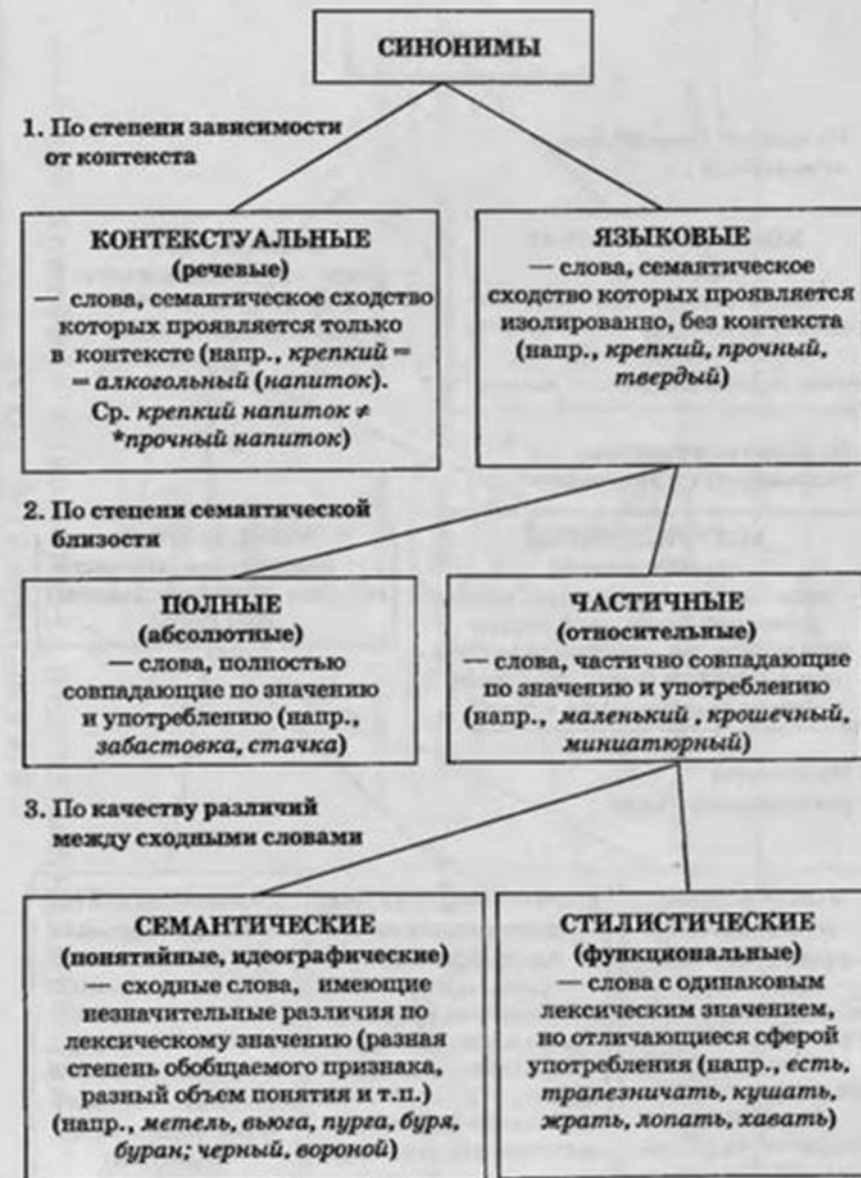 СИНОНИМЫ
1. По степени зависимости
от контекста
КОНТЕКСТУАЛЬНЫЕ
(речевые)
— слова, семантическое сходство
которых проявляется только
в контексте (напр., крепкий =
= алкогольный (напиток).
Ср. крепкий напиток ≠
*прочный напиток)
ЯЗЫКОВЫЕ
— слова, семантическое
сходство которых проявляется
изолированно, без контекста
(напр., крепкий, прочный,
твердый)
2. По степени семантической
близости
ПОЛНЫЕ
(абсолютные)
— слова, полностью
совпадающие по значению
и употреблению (напр.,
забастовка, стачка)
ЧАСТИЧНЫЕ
(относительные)
— слова, частично совпадающие
по значению и употреблению
(напр., маленький , крошечный,
миниатюрный)
3. По качеству различий
между сходными словами
СЕМАНТИЧЕСКИЕ
(понятийные, идеографические)
— сходные слова, имеющие
незначительные различия по
лексическому значению (разная
степень обобщаемого признака,
разный объем понятия и т.п.)
(напр., метель, вьюга, пурга, буря,
буран; черный, вороной)
СТИЛИСТИЧЕСКИЕ
(функциональные)
— слова с одинаковым
лексическим значением,
но отличающиеся сферой
употребления (напр., есть,
трапезничать, кушать,
жрать, лопать, хавать)